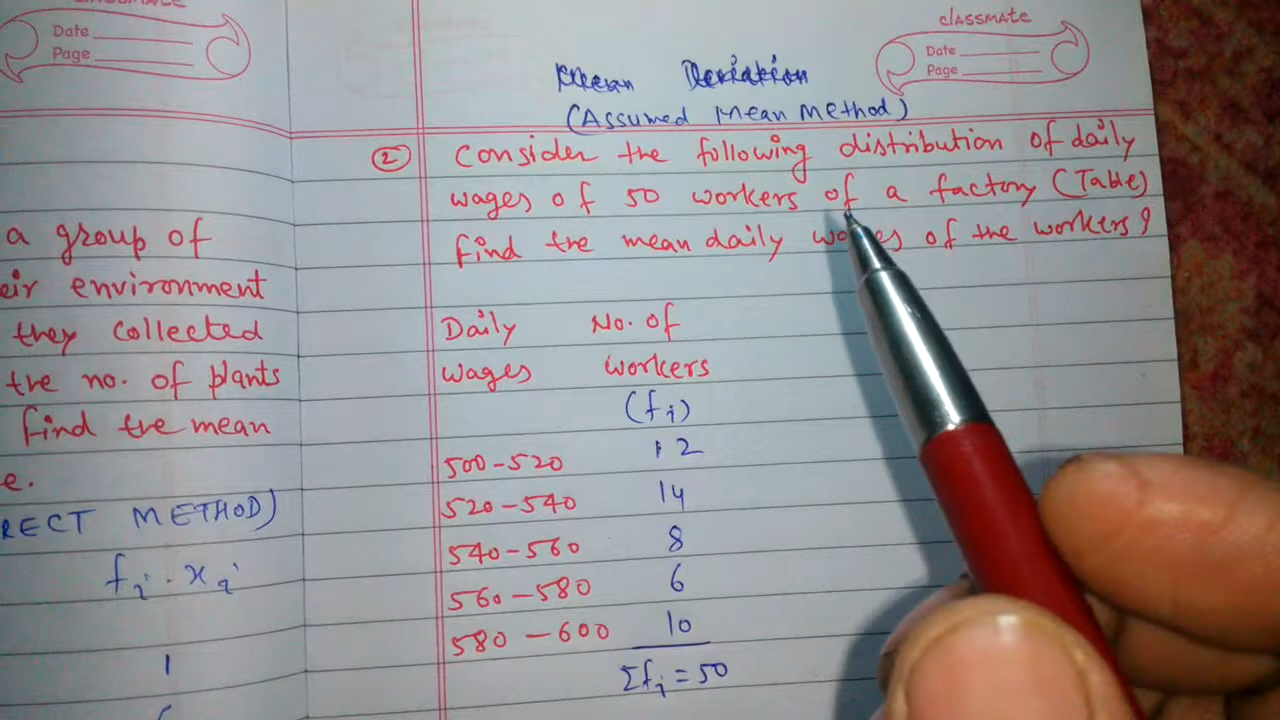 Date
Page
a group of
eir environment
they collected
the no. of plants
find the mean
e.
RECT METHOD)
fi . xi
1
classmate
Date
Page
Mean Deviation
(Assumed Mean Method)
(2) Consider the following distribution of daily
wages of 50 workers of a factory (Table)
find the mean daily wages of the workers?
Daily No. of
wages workers
(fi)
500-520 12
520-540 14
540-560 8
560-580 6
580-600 10
Σfi = 50